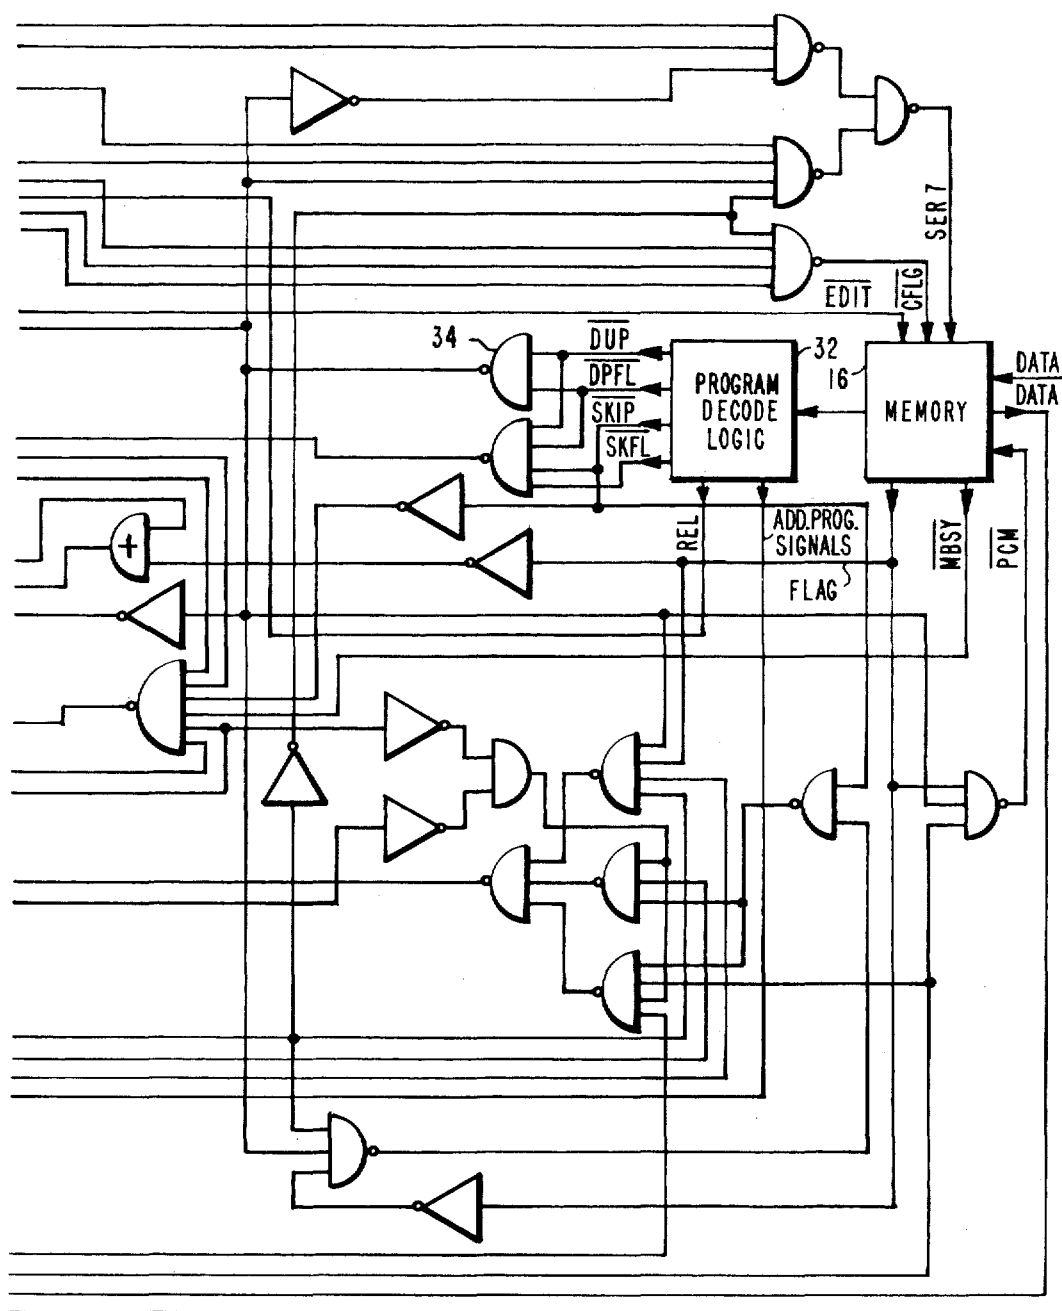 SER 7
EDIT
CFLG
34
DUP
32
16
DPFL
SKIP
SKFL
PROGRAM
DECODE
LOGIC
MEMORY
DATA
DATA
REL
ADD. PROG.
SIGNALS
FLAG
MBSY
PCM
+